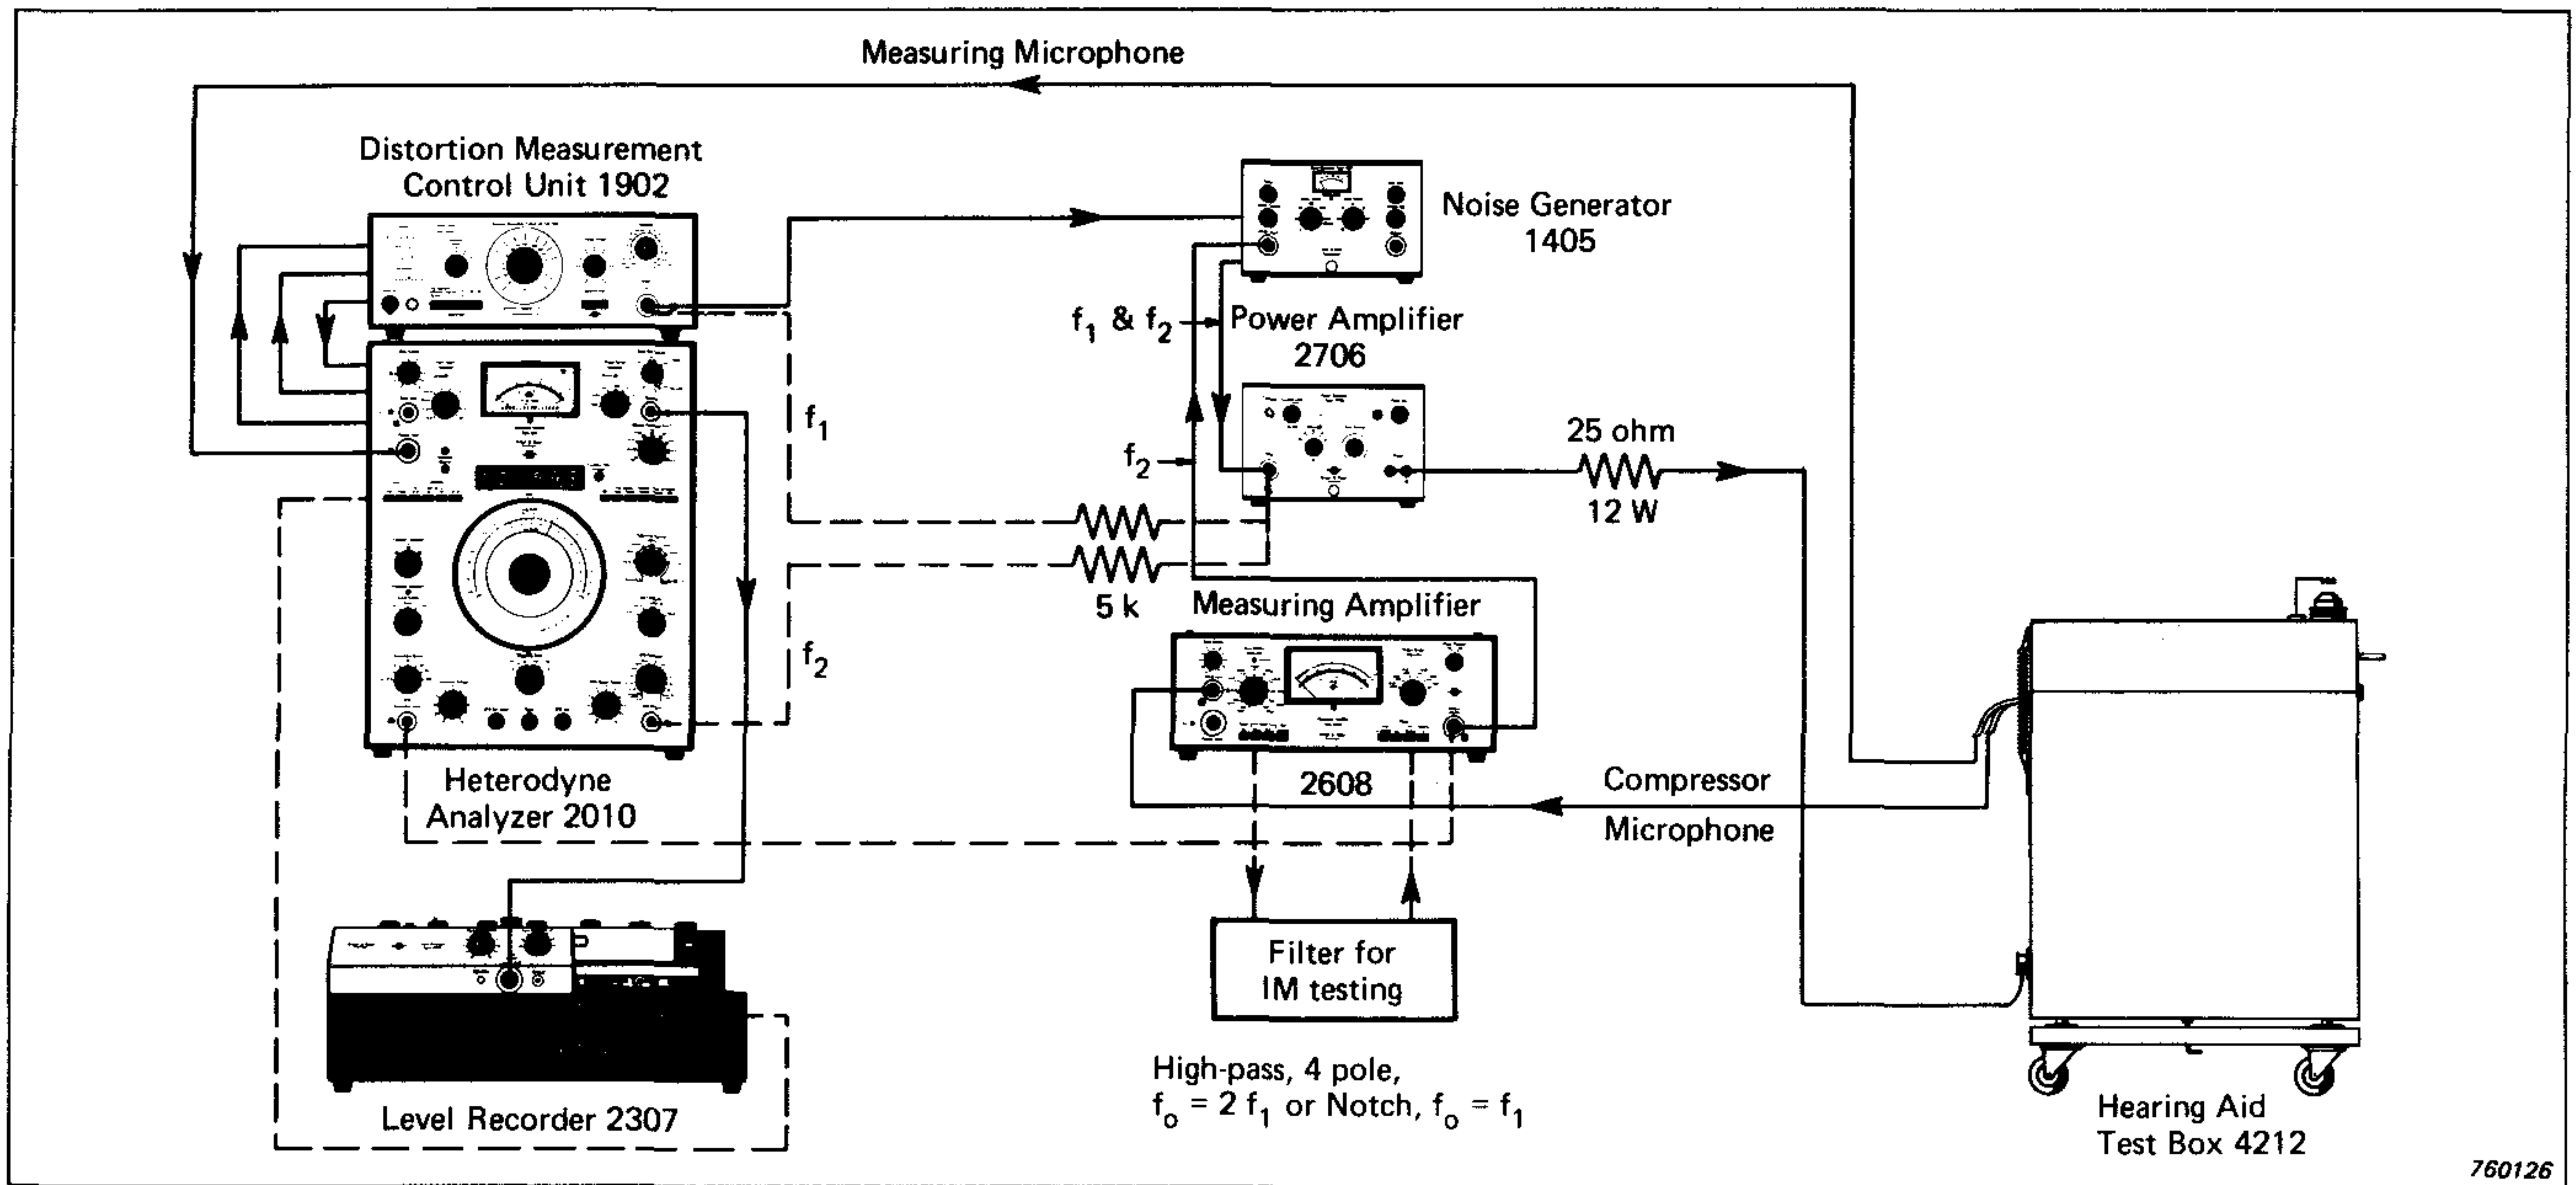 Measuring Microphone
Distortion Measurement
Control Unit 1902
Noise Generator
1405
f₁ & f₂
Power Amplifier
2706
f₁
f₂
25 ohm
12 W
5 k
Measuring Amplifier
f₂
2608
Compressor
Microphone
Heterodyne
Analyzer 2010
Filter for
IM testing
High-pass, 4 pole,
f₀ = 2 f₁ or Notch, f₀ = f₁
Level Recorder 2307
Hearing Aid
Test Box 4212
760126